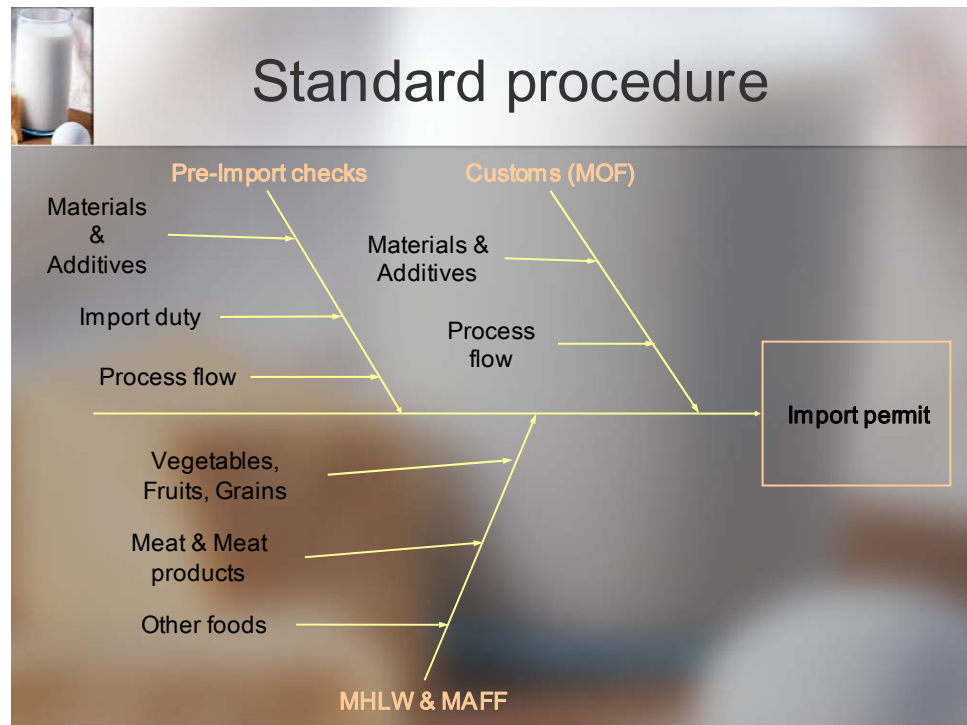 Standard procedure
Pre-Import checks
Customs (MOF)
Materials
&
Additives
Materials &
Additives
Import duty
Process
flow
Process flow
Import permit
Vegetables,
Fruits, Grains
Meat & Meat
products
Other foods
MHLW & MAFF